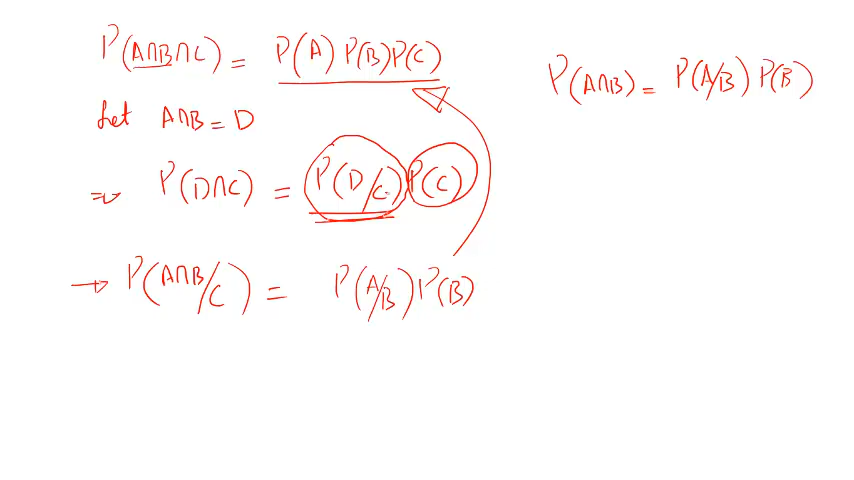 P(A∩B∩C) = P(A) P(B) P(C)
P(A∩B) = P(A/B) P(B)
Let A∩B = D
⇒ P(D∩C) = P(D/C) P(C)
→ P(A∩B/C) = P(A/B) P(B)